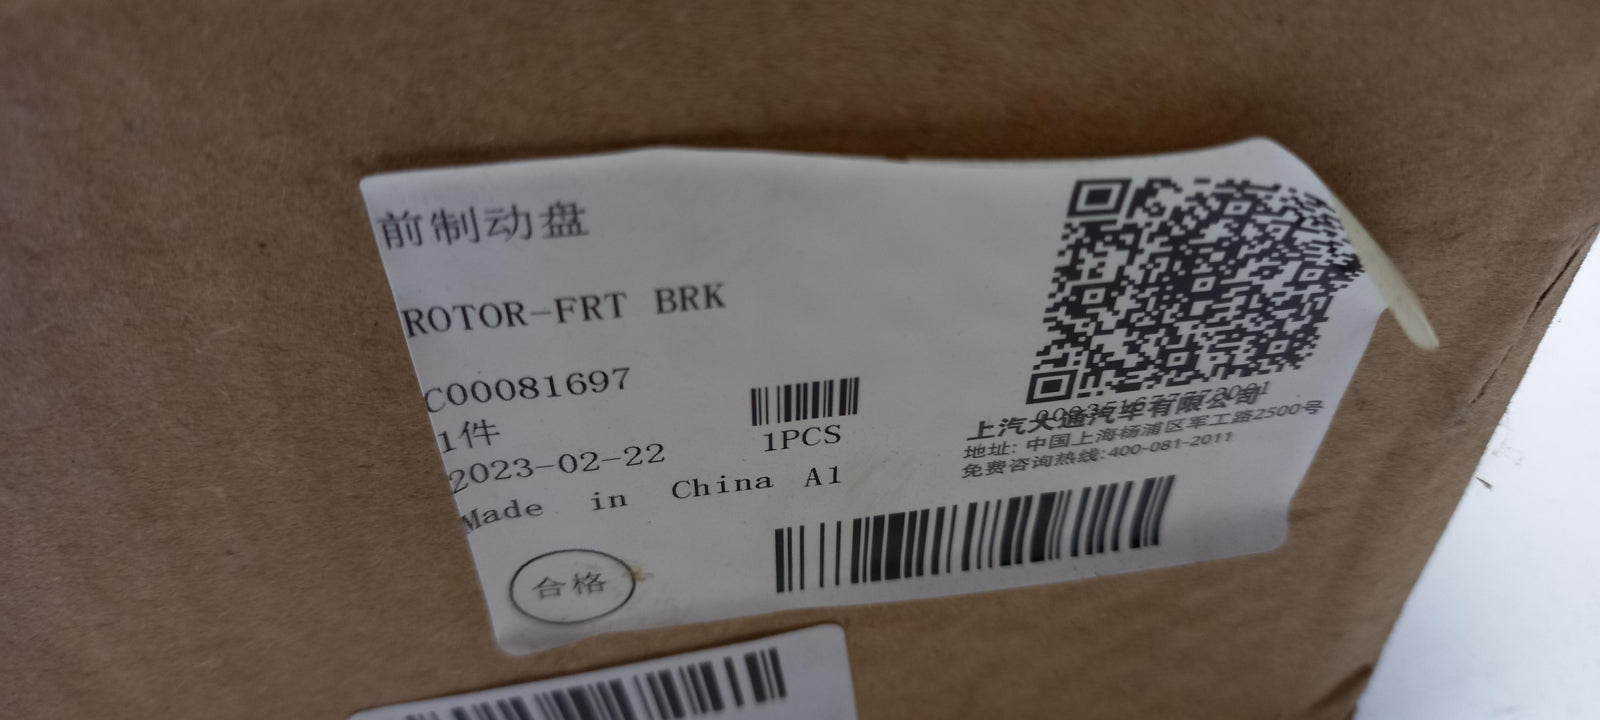 前制动盘
ROTOR-FRT BRK
C00081697
1件
1PCS
2023-02-22
Made in China A1
合格
上汽大通汽车有限公司
地址: 中国上海杨浦区军工路2500号
免费咨询热线:400-081-2011